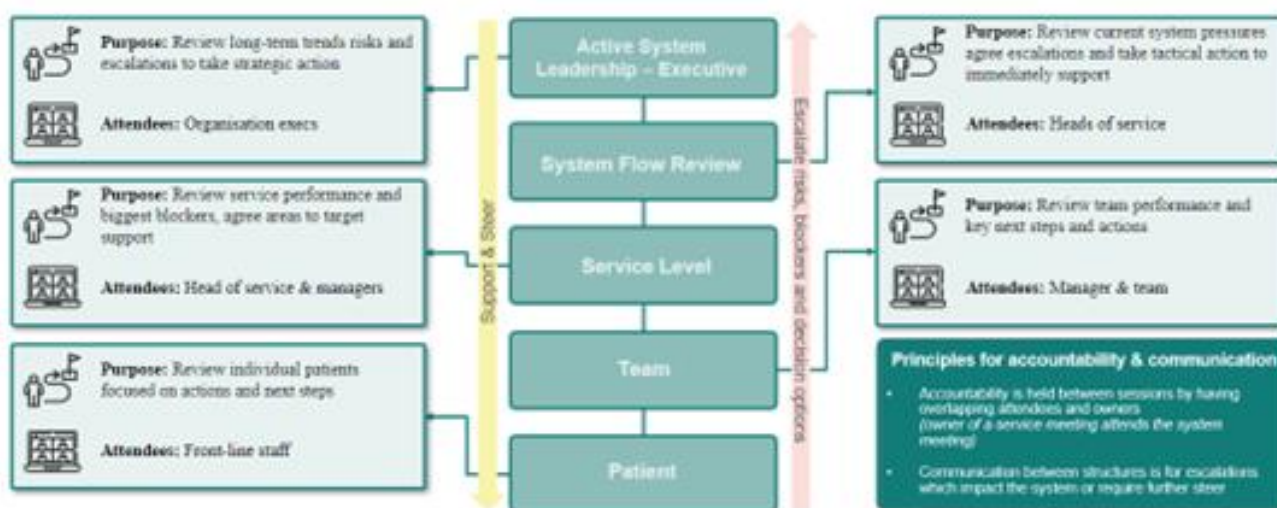 Purpose: Review long-term trends risks and
escalations to take strategic action
Attendees: Organisation execs
Purpose: Review service performance and
biggest blockers, agree areas to target
support
Attendees: Head of service & managers
Purpose: Review individual patients
focused on actions and next steps
Attendees: Front-line staff
Support & Steer
Active System
Leadership – Executive
System Flow Review
Service Level
Team
Patient
Escalate risks, blockers and decision options
Purpose: Review current system pressures
agree escalations and take tactical action to
immediately support
Attendees: Heads of service
Purpose: Review team performance and
key next steps and actions
Attendees: Manager & team
Principles for accountability & communication
• Accountability is held between sessions by having
overlapping attendees and owners
(owner of a service meeting attends the system
meeting)
• Communication between structures is for escalations
which impact the system or require further steer